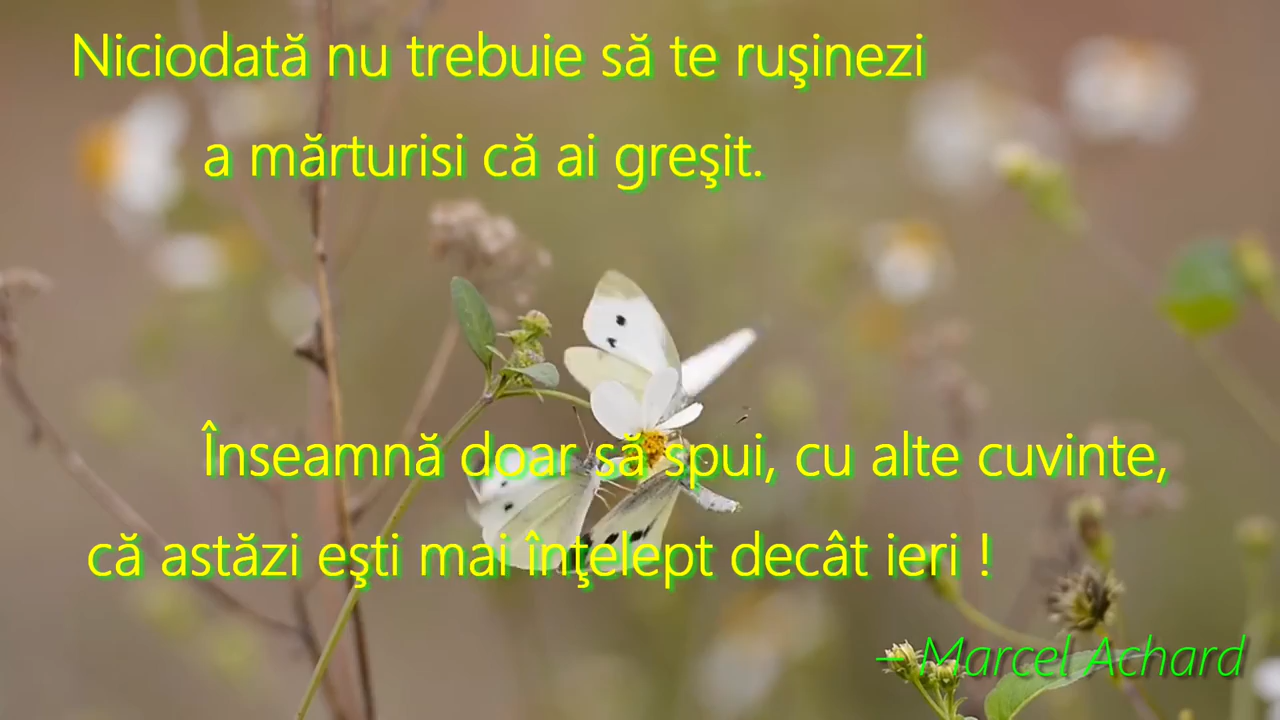 Niciodată nu trebuie să te ruşinezi
a mărturisi că ai greşit.
Înseamnă doar să spui, cu alte cuvinte,
că astăzi eşti mai înţelept decât ieri !
– Marcel Achard